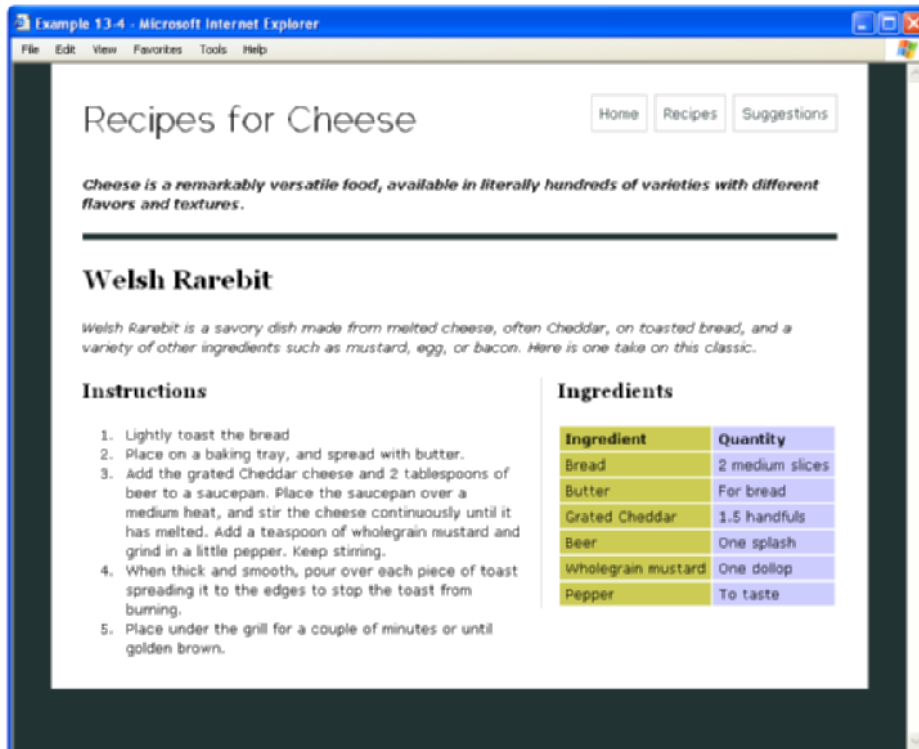 Example 13-4 - Microsoft Internet Explorer
File Edit View Favorites Tools Help
Recipes for Cheese
Home Recipes Suggestions
Cheese is a remarkably versatile food, available in literally hundreds of varieties with different
flavors and textures.
Welsh Rarebit
Welsh Rarebit is a savory dish made from melted cheese, often Cheddar, on toasted bread, and a
variety of other ingredients such as mustard, egg, or bacon. Here is one take on this classic.
Instructions
1. Lightly toast the bread
2. Place on a baking tray, and spread with butter.
3. Add the grated Cheddar cheese and 2 tablespoons of
beer to a saucepan. Place the saucepan over a
medium heat, and stir the cheese continuously until it
has melted. Add a teaspoon of wholegrain mustard and
grind in a little pepper. Keep stirring.
4. When thick and smooth, pour over each piece of toast
spreading it to the edges to stop the toast from
burning.
5. Place under the grill for a couple of minutes or until
golden brown.
Ingredients
Ingredient Quantity
Bread 2 medium slices
Butter For bread
Grated Cheddar 1.5 handfuls
Beer One splash
Wholegrain mustard One dollop
Pepper To taste